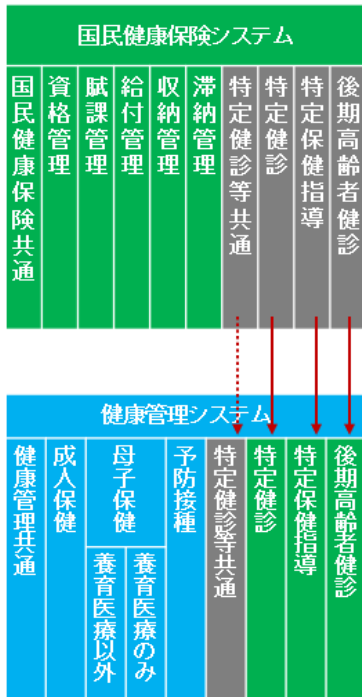 国民健康保険システム
国民健康保険共通
資格管理
賦課管理
給付管理
収納管理
滞納管理
特定健診等共通
特定健診
特定保健指導
後期高齢者健診
健康管理システム
健康管理共通
成人保健
母子保健
養育医療以外
養育医療のみ
予防接種
特定健診等共通
特定健診
特定保健指導
後期高齢者健診